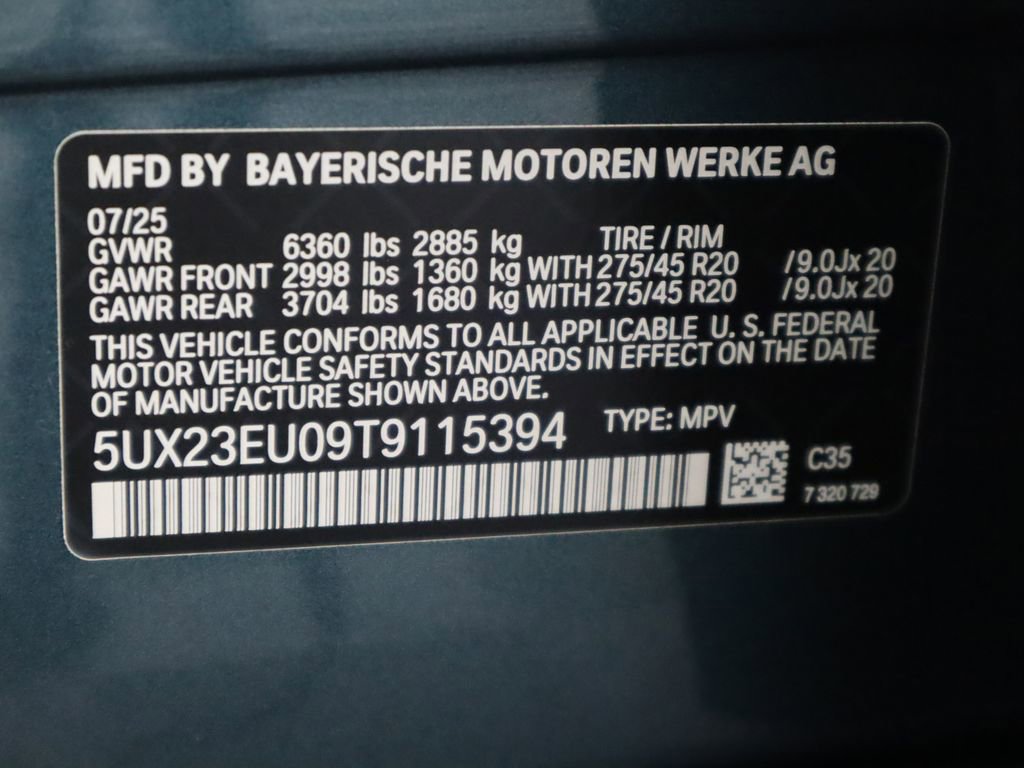 MFD BY BAYERISCHE MOTOREN WERKE AG
07/25
GVWR 6360 lbs 2885 kg TIRE / RIM
GAWR FRONT 2998 lbs 1360 kg WITH 275/45 R20 /9.0Jx 20
GAWR REAR 3704 lbs 1680 kg WITH 275/45 R20 /9.0Jx 20
THIS VEHICLE CONFORMS TO ALL APPLICABLE U. S. FEDERAL
MOTOR VEHICLE SAFETY STANDARDS IN EFFECT ON THE DATE
OF MANUFACTURE SHOWN ABOVE.
5UX23EU09T9115394 TYPE: MPV
C35
7 320 729